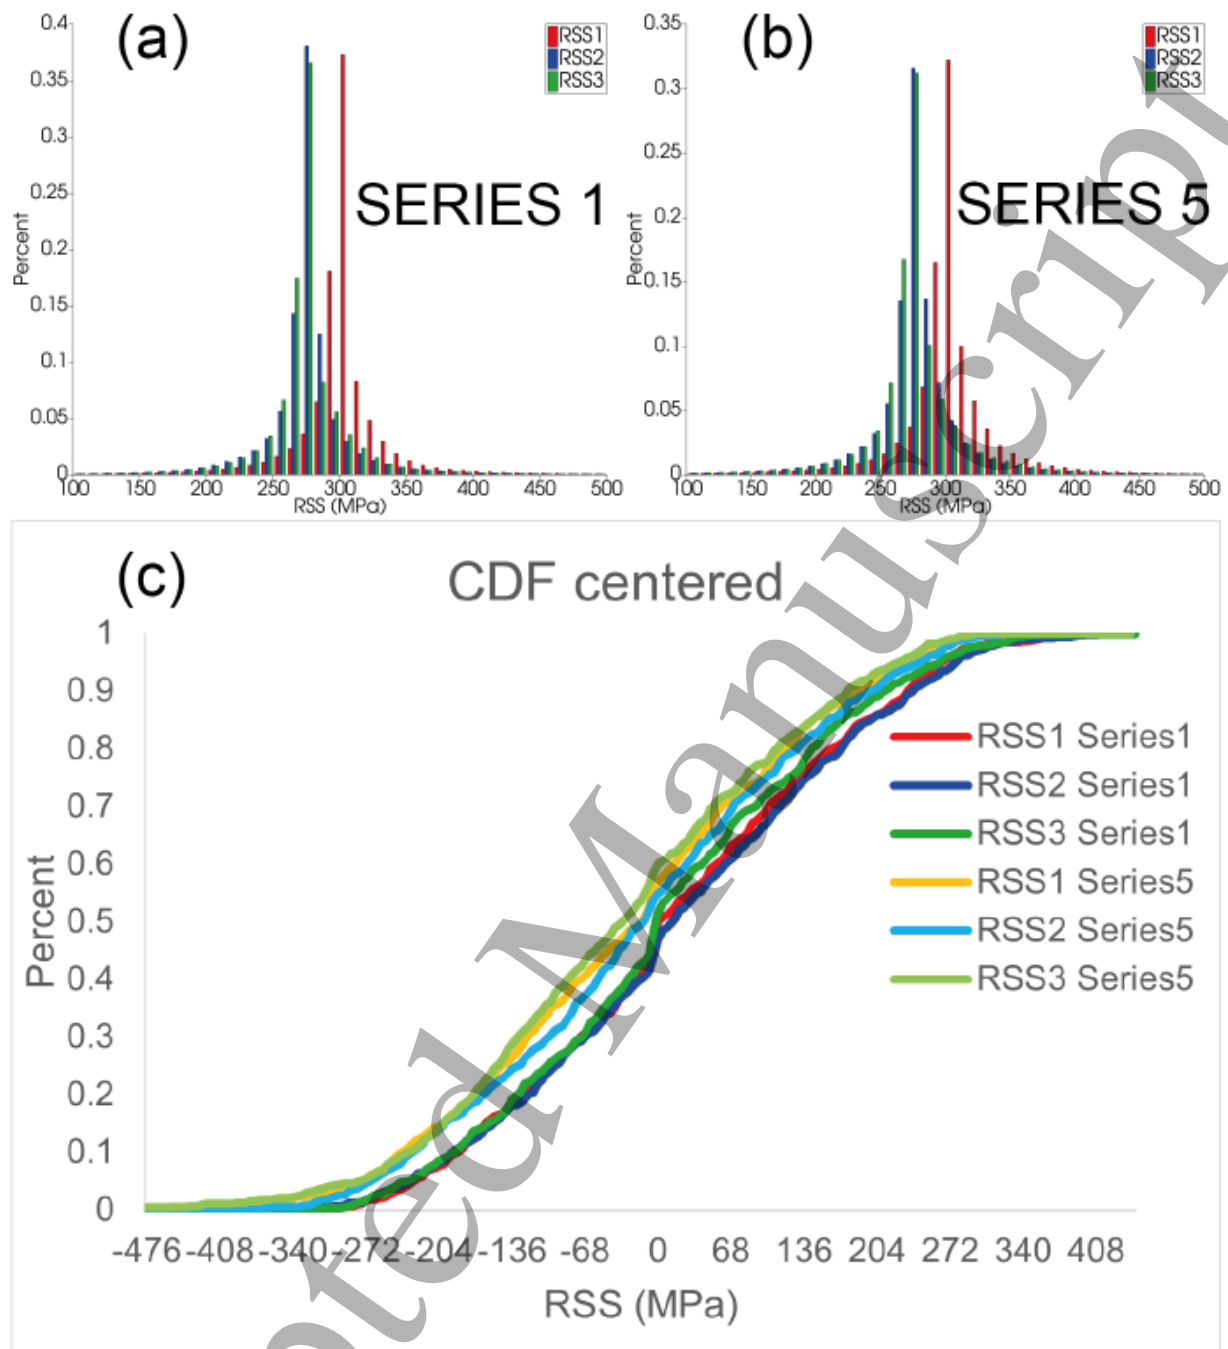 (a)
0.4
0.35
0.3
0.25
0.2
0.15
0.1
0.05
0
Percent
RSS1
RSS2
RSS3
SERIES 1
100 150 200 250 300 350 400 450 500
RSS (MPa)
(b)
0.35
0.3
0.25
0.2
0.15
0.1
0.05
0
Percent
RSS1
RSS2
RSS3
SERIES 5
100 150 200 250 300 350 400 450 500
RSS (MPa)
(c)
CDF centered
1
0.9
0.8
0.7
0.6
0.5
0.4
0.3
0.2
0.1
0
Percent
RSS1 Series1
RSS2 Series1
RSS3 Series1
RSS1 Series5
RSS2 Series5
RSS3 Series5
-476 -408 -340 -272 -204 -136 -68 0 68 136 204 272 340 408
RSS (MPa)
pted Manuscript